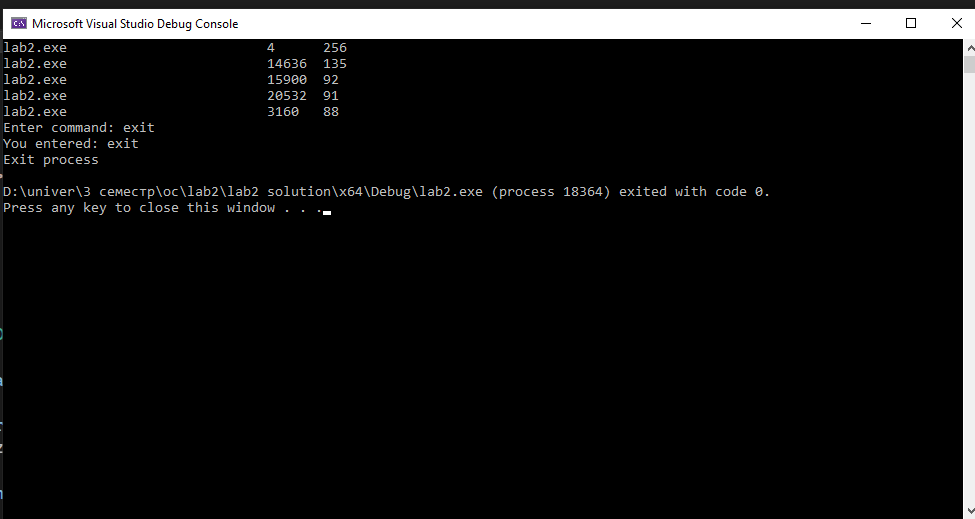 Microsoft Visual Studio Debug Console
lab2.exe 4 256
lab2.exe 14636 135
lab2.exe 15900 92
lab2.exe 20532 91
lab2.exe 3160 88
Enter command: exit
You entered: exit
Exit process
D:\univer\3 семестр\ос\lab2\lab2 solution\x64\Debug\lab2.exe (process 18364) exited with code 0.
Press any key to close this window . . .